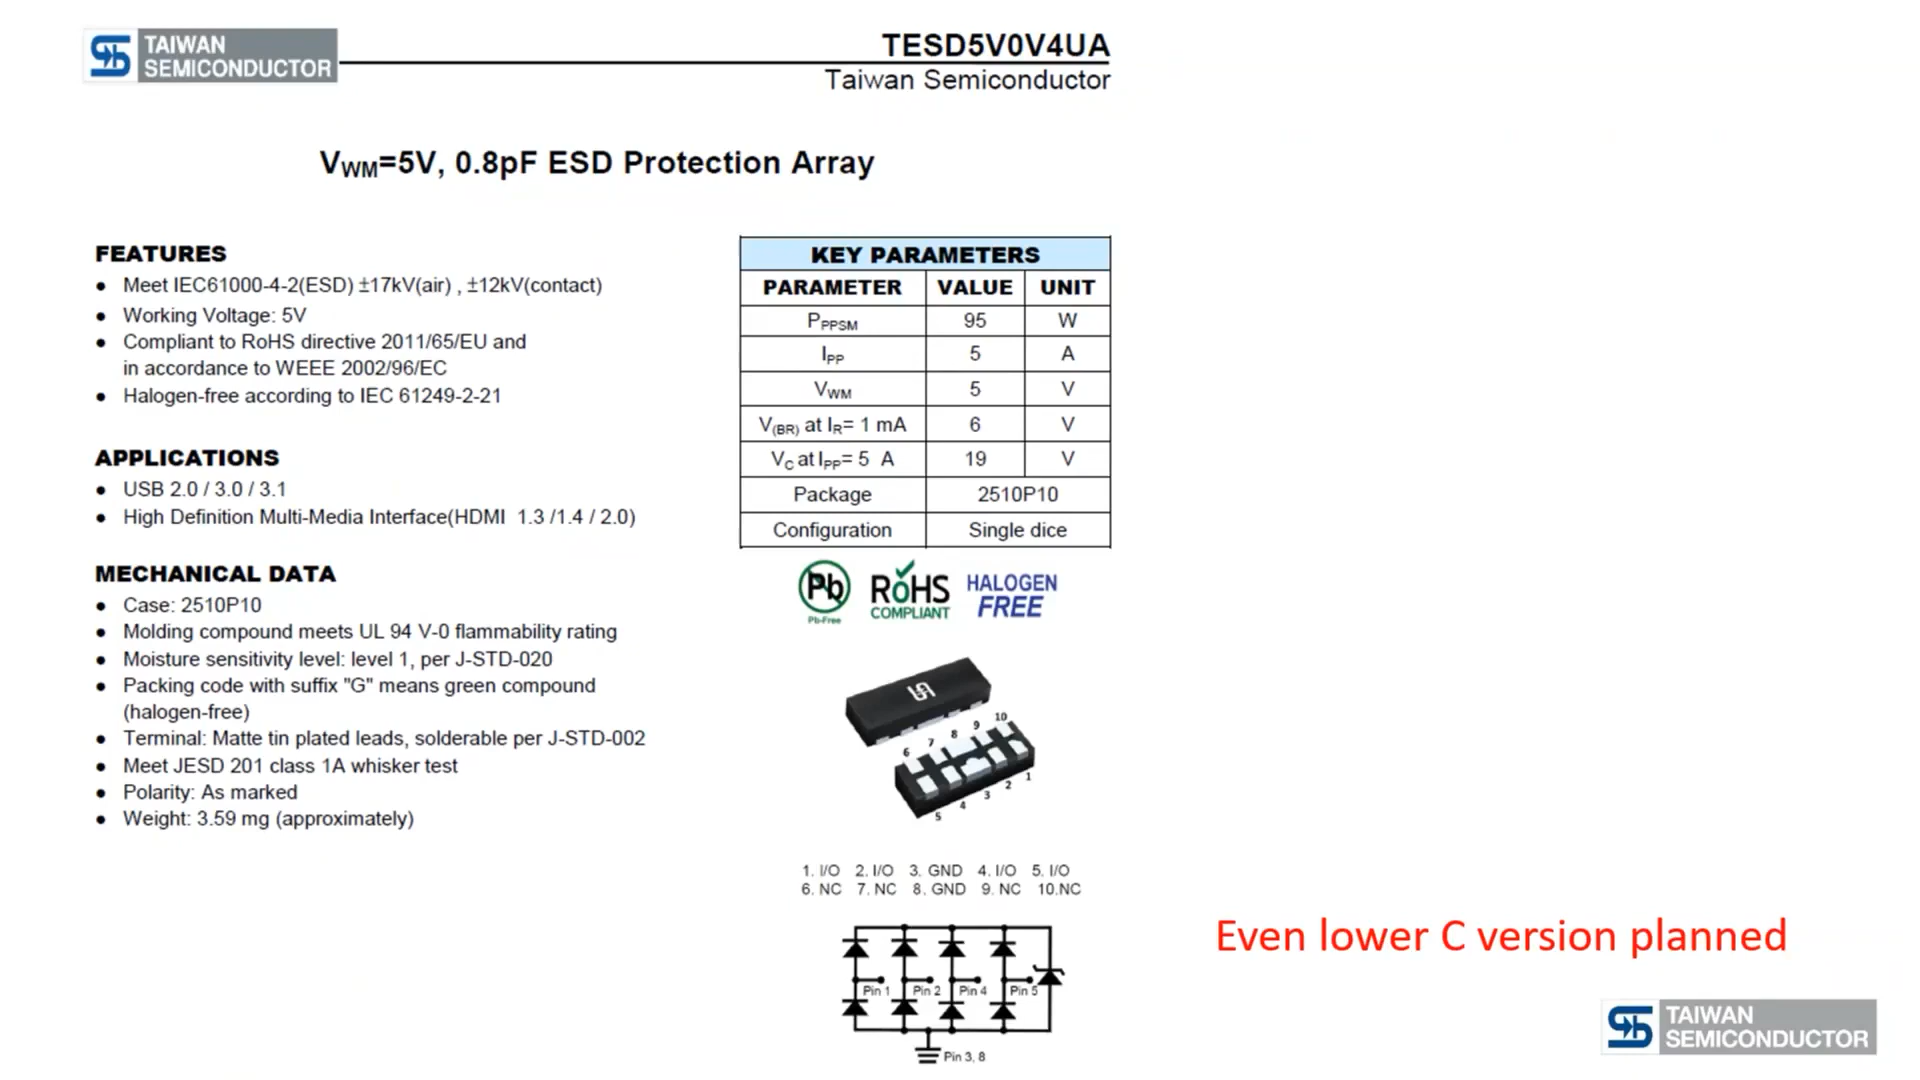 TAIWAN
SEMICONDUCTOR
TESD5V0V4UA
Taiwan Semiconductor
VWM=5V, 0.8pF ESD Protection Array
FEATURES
● Meet IEC61000-4-2(ESD) ±17kV(air) , ±12kV(contact)
● Working Voltage: 5V
● Compliant to RoHS directive 2011/65/EU and
in accordance to WEEE 2002/96/EC
● Halogen-free according to IEC 61249-2-21
APPLICATIONS
● USB 2.0 / 3.0 / 3.1
● High Definition Multi-Media Interface(HDMI 1.3 /1.4 / 2.0)
MECHANICAL DATA
● Case: 2510P10
● Molding compound meets UL 94 V-0 flammability rating
● Moisture sensitivity level: level 1, per J-STD-020
● Packing code with suffix "G" means green compound
(halogen-free)
● Terminal: Matte tin plated leads, solderable per J-STD-002
● Meet JESD 201 class 1A whisker test
● Polarity: As marked
● Weight: 3.59 mg (approximately)
KEY PARAMETERS
PARAMETER VALUE UNIT
PPPSM 95 W
IPP 5 A
VWM 5 V
V(BR) at IR= 1 mA 6 V
VC at IPP= 5 A 19 V
Package 2510P10
Configuration Single dice
Pb
Pb-Free
RoHS
COMPLIANT
HALOGEN
FREE
6 7 8 9 10
5 4 3 2 1
1. I/O 2. I/O 3. GND 4. I/O 5. I/O
6. NC 7. NC 8. GND 9. NC 10.NC
Pin 1 Pin 2 Pin 4 Pin 5
Pin 3, 8
Even lower C version planned
TAIWAN
SEMICONDUCTOR